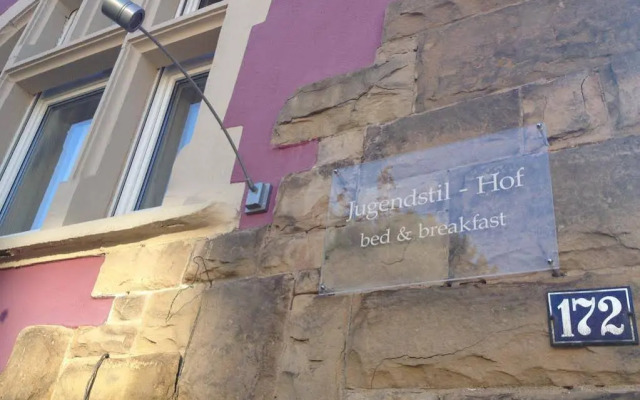 Jugendstil - Hof
bed & breakfast
172